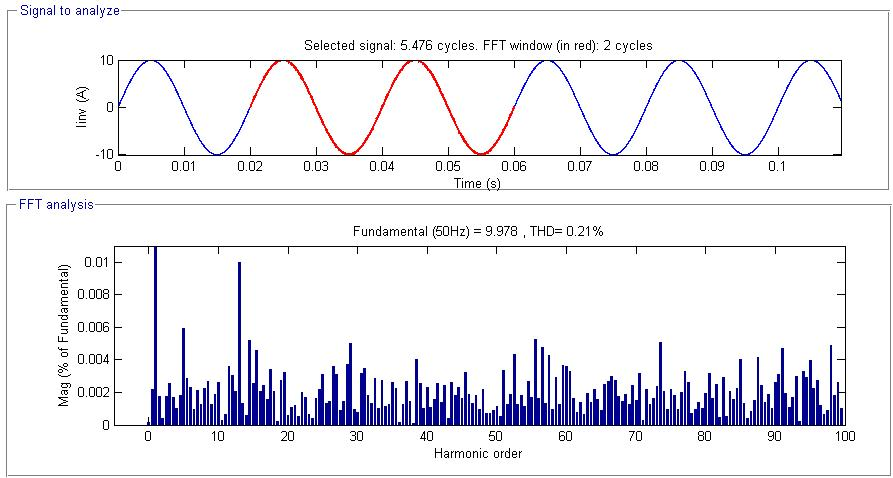 Signal to analyze
Selected signal: 5.476 cycles. FFT window (in red): 2 cycles
Iinv (A)
10
0
-10
0 0.01 0.02 0.03 0.04 0.05 0.06 0.07 0.08 0.09 0.1
Time (s)
FFT analysis
Fundamental (50Hz) = 9.978 , THD= 0.21%
Mag (% of Fundamental)
0.01
0.008
0.006
0.004
0.002
0
0 10 20 30 40 50 60 70 80 90 100
Harmonic order